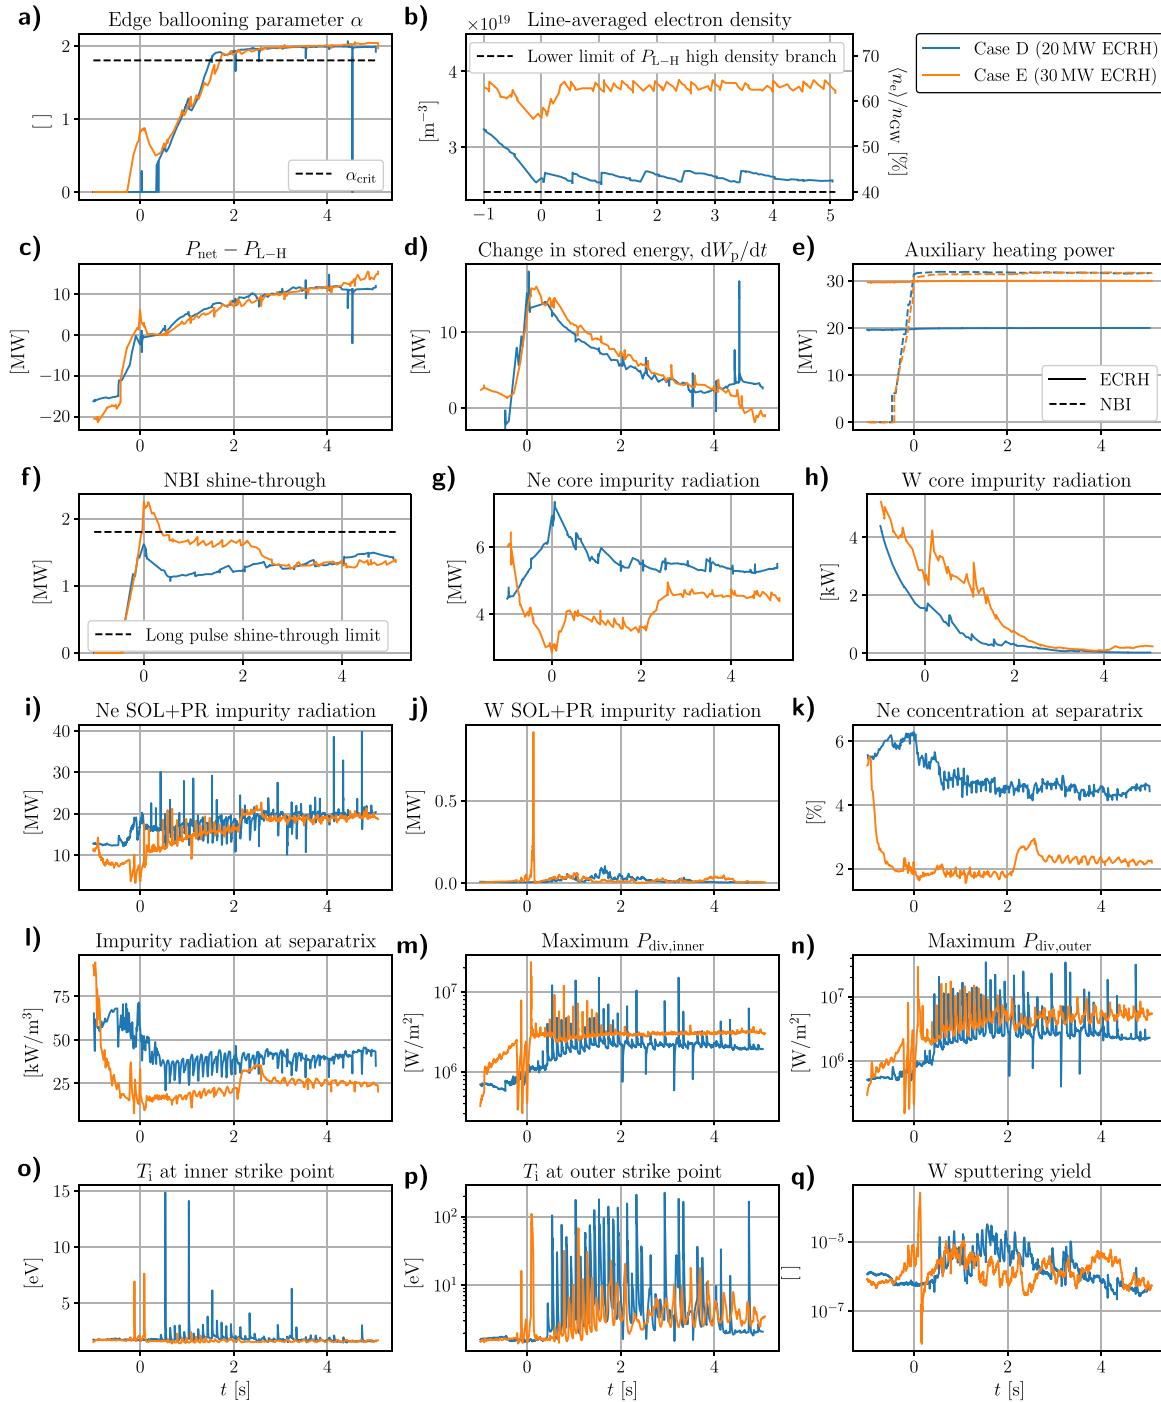 a) Edge ballooning parameter α
2
1
0
[ ]
α_crit
0 2 4
b) ×10^19 Line-averaged electron density
4
3
[m⁻³]
Lower limit of P_L−H high density branch
70
60
50
40
⟨n_e⟩/n_GW [%]
−1 0 1 2 3 4 5
Case D (20 MW ECRH)
Case E (30 MW ECRH)
c) P_net − P_L−H
10
0
−10
−20
[MW]
0 2 4
d) Change in stored energy, dW_p/dt
10
0
[MW]
0 2 4
e) Auxiliary heating power
30
20
10
0
[MW]
ECRH
NBI
0 2 4
f) NBI shine-through
2
1
0
[MW]
Long pulse shine-through limit
0 2 4
g) Ne core impurity radiation
6
4
[MW]
0 2 4
h) W core impurity radiation
4
2
0
[kW]
0 2 4
i) Ne SOL+PR impurity radiation
40
30
20
10
[MW]
0 2 4
j) W SOL+PR impurity radiation
0.5
0.0
[MW]
0 2 4
k) Ne concentration at separatrix
6
4
2
[%]
0 2 4
l) Impurity radiation at separatrix
75
50
25
[kW/m³]
0 2 4
m) Maximum P_div,inner
10^7
10^6
[W/m²]
0 2 4
n) Maximum P_div,outer
10^7
10^6
[W/m²]
0 2 4
o) T_i at inner strike point
15
10
5
[eV]
0 2 4
t [s]
p) T_i at outer strike point
10^2
10^1
[eV]
0 2 4
t [s]
q) W sputtering yield
10^−5
10^−7
[ ]
0 2 4
t [s]